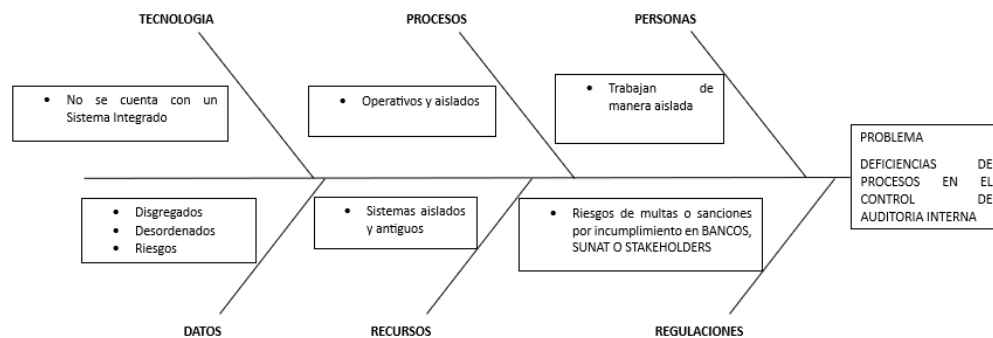 TECNOLOGIA
PROCESOS
PERSONAS
• No se cuenta con un
Sistema Integrado
• Operativos y aislados
• Trabajan de
manera aislada
PROBLEMA
DEFICIENCIAS DE
PROCESOS EN EL
CONTROL DE
AUDITORIA INTERNA
• Disgregados
• Desordenados
• Riesgos
• Sistemas aislados
y antiguos
• Riesgos de multas o sanciones
por incumplimiento en BANCOS,
SUNAT O STAKEHOLDERS
DATOS
RECURSOS
REGULACIONES